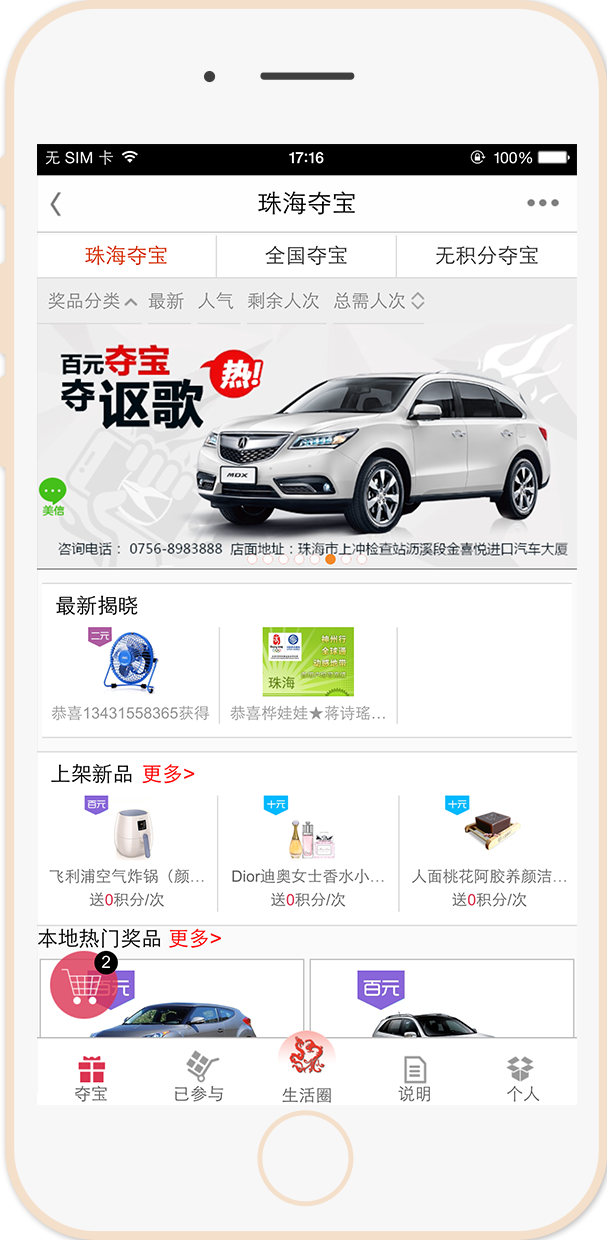 无 SIM 卡 17:16 100%
珠海夺宝
珠海夺宝 全国夺宝 无积分夺宝
奖品分类 最新 人气 剩余人次 总需人次
百元夺宝
夺讴歌
热!
MDX
美信
咨询电话： 0756-8983888 店面地址：珠海市上冲检查站沥溪段金喜悦进口汽车大厦
最新揭晓
二元
神州行
全球通
动感地带
珠海
恭喜13431558365获得 恭喜桦娃娃★蒋诗瑶...
上架新品 更多>
百元 十元 十元
飞利浦空气炸锅（颜... Dior迪奥女士香水小... 人面桃花阿胶养颜洁...
送0积分/次 送0积分/次 送0积分/次
本地热门奖品 更多>
2
百元 百元
夺宝 已参与 生活圈 说明 个人